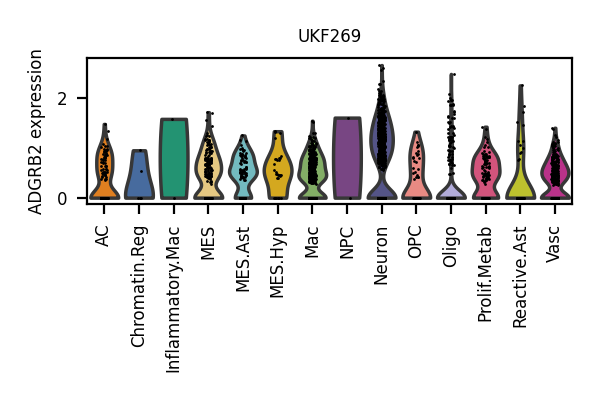 UKF269
ADGRB2 expression
2
0
AC
Chromatin.Reg
Inflammatory.Mac
MES
MES.Ast
MES.Hyp
Mac
NPC
Neuron
OPC
Oligo
Prolif.Metab
Reactive.Ast
Vasc